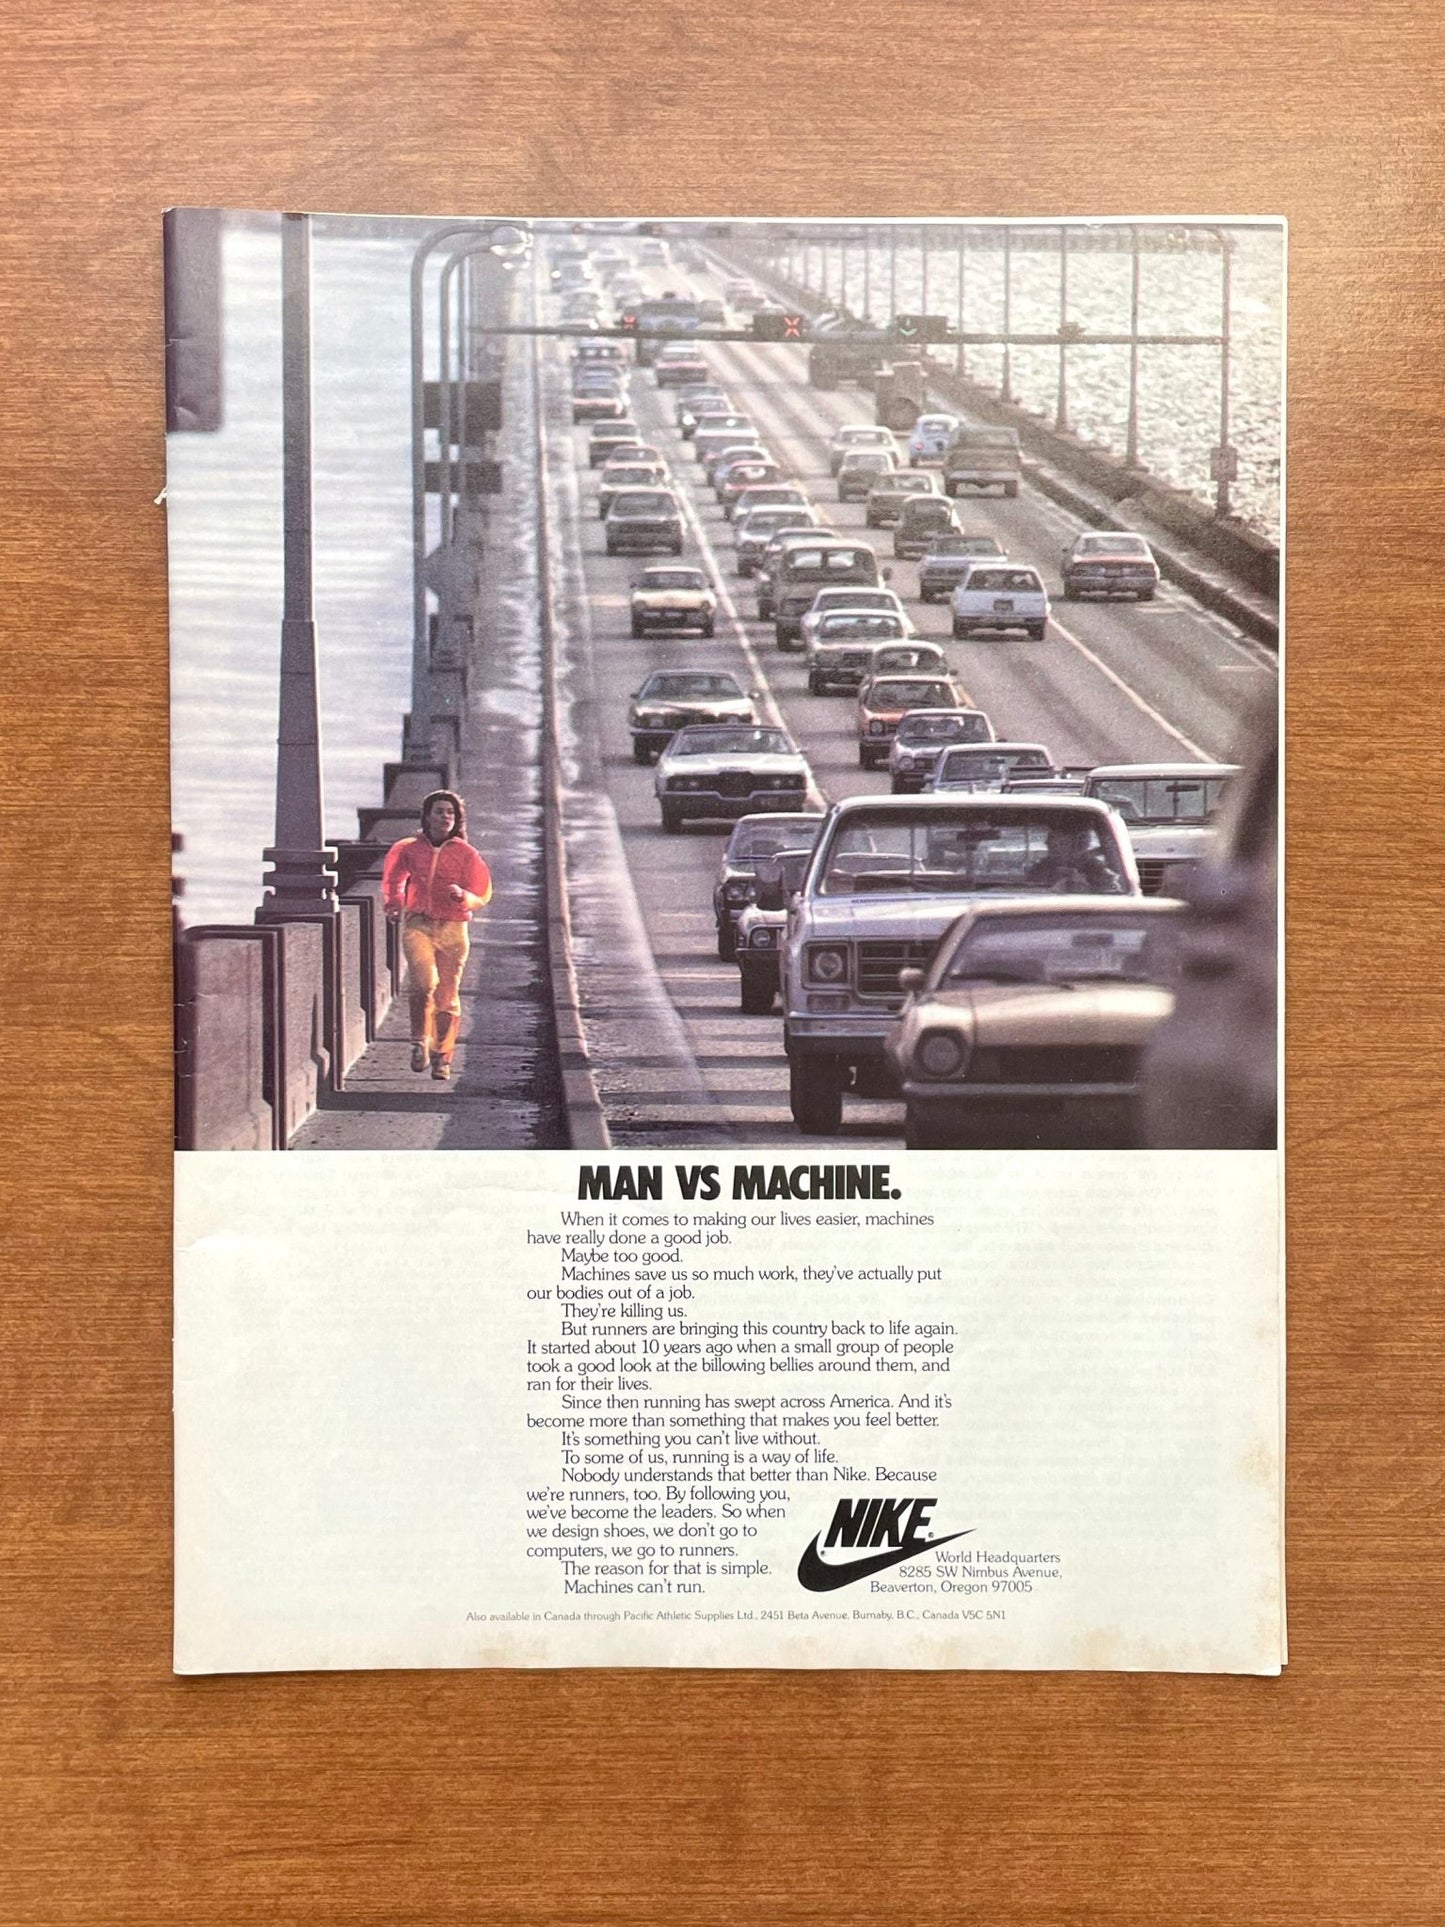 MAN VS MACHINE.
When it comes to making our lives easier, machines
have really done a good job.
Maybe too good.
Machines save us so much work, they've actually put
our bodies out of a job.
They're killing us.
But runners are bringing this country back to life again.
It started about 10 years ago when a small group of people
took a good look at the billowing bellies around them, and
ran for their lives.
Since then running has swept across America. And it's
become more than something that makes you feel better.
It's something you can't live without.
To some of us, running is a way of life.
Nobody understands that better than Nike. Because
we're runners, too. By following you,
we've become the leaders. So when
we design shoes, we don't go to
computers, we go to runners.
The reason for that is simple.
Machines can't run.
NIKE®
World Headquarters
8285 SW Nimbus Avenue,
Beaverton, Oregon 97005
Also available in Canada through Pacific Athletic Supplies Ltd., 2451 Beta Avenue, Burnaby, B.C., Canada V5C 5N1